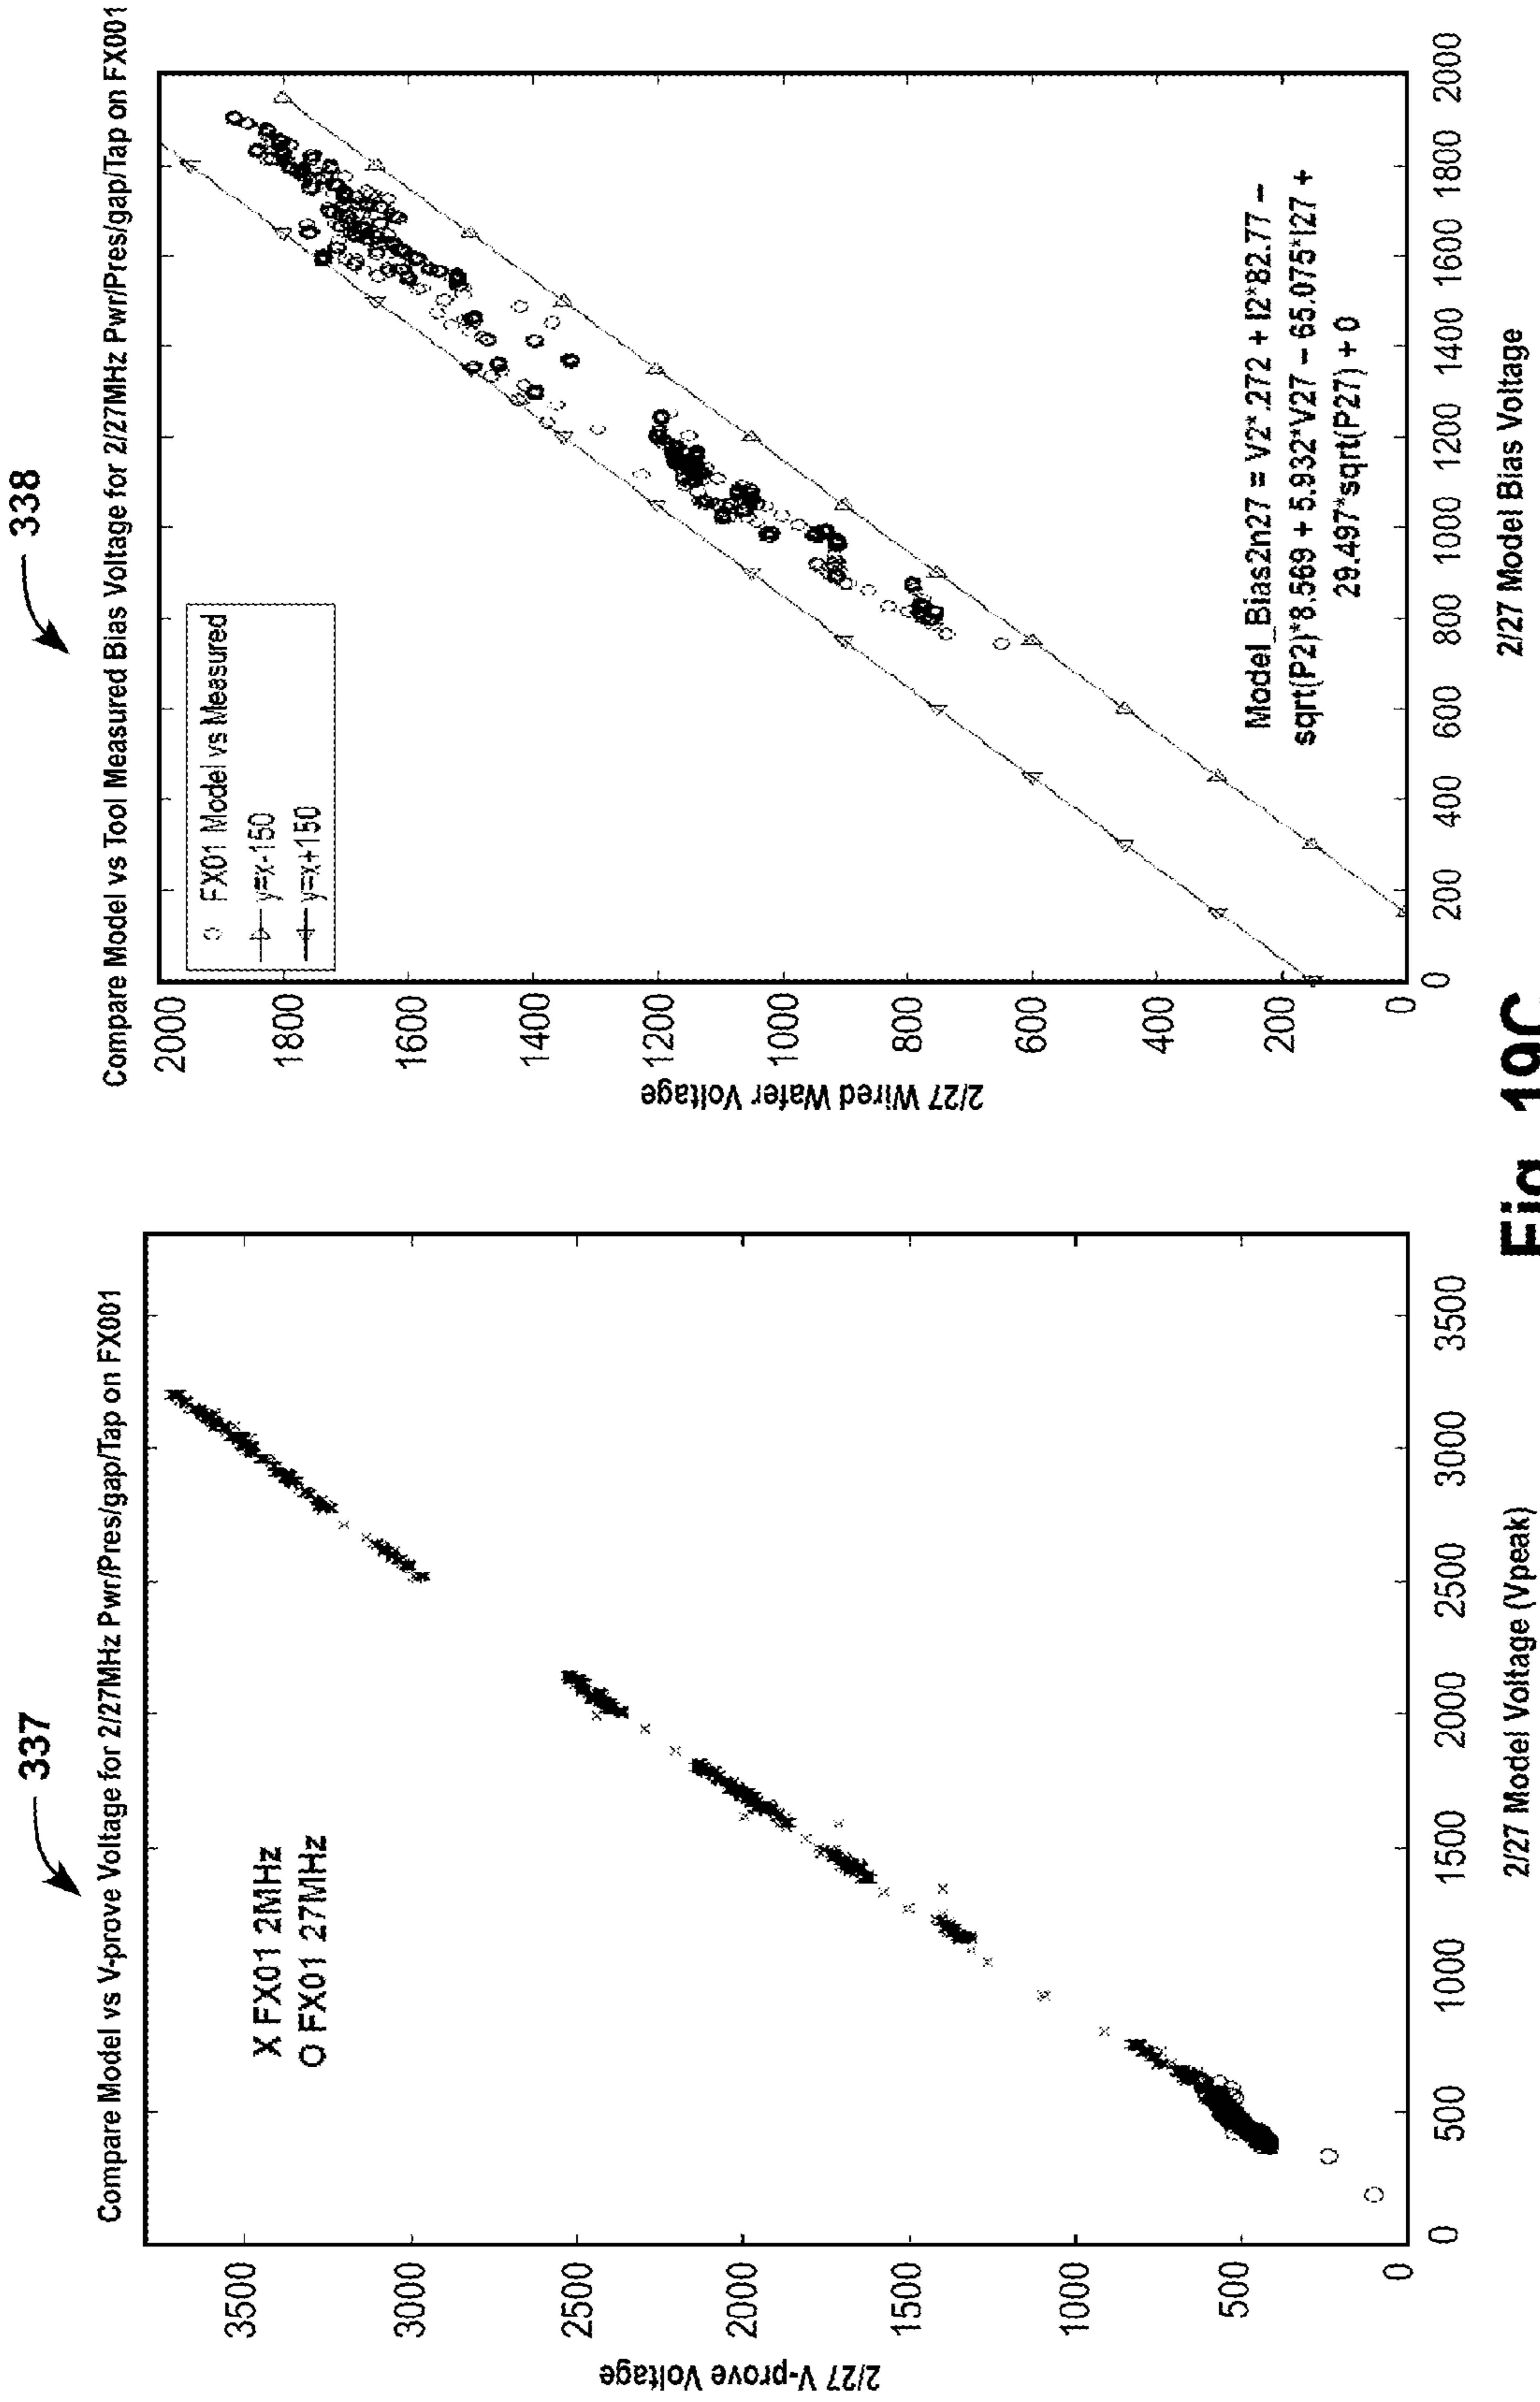 337
Compare Model vs V-prove Voltage for 2/27MHz Pwr/Pres/gap/Tap on FX001
X FX01 2MHz
O FX01 27MHz
2/27 V-prove Voltage
3500
3000
2500
2000
1500
1000
500
0
0
500
1000
1500
2000
2500
3000
3500
2/27 Model Voltage (Vpeak)
338
Compare Model vs Tool Measured Bias Voltage for 2/27MHz Pwr/Pres/gap/Tap on FX001
FX01 Model vs Measured
y=x-150
y=x+150
2/27 Wired Wafer Voltage
2000
1800
1600
1400
1200
1000
800
600
400
200
0
0
200
400
600
800
1000
1200
1400
1600
1800
2000
Model_Bias2n27 = V2*.272 + I2*82.77 –
sqrt(P2)*8.569 + 5.932*V27 – 65.075*I27 +
29.497*sqrt(P27) + 0
2/27 Model Bias Voltage
Fig. 19C